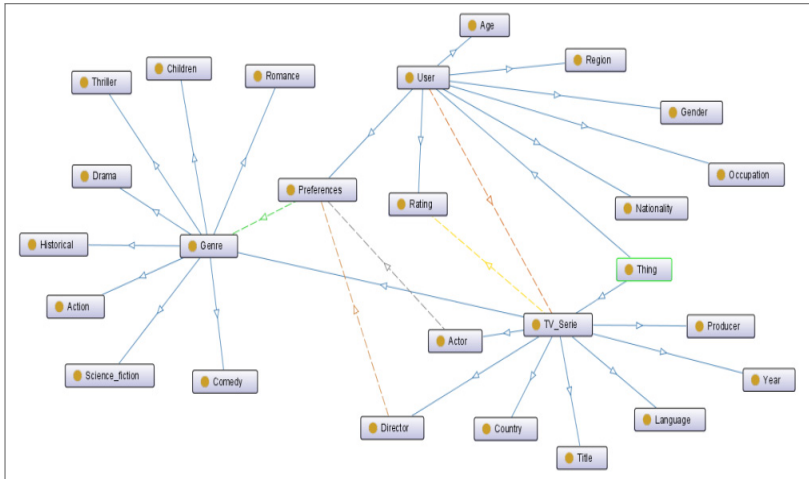 Age
Region
Children
Romance
User
Thriller
Gender
Occupation
Drama
Preferences
Rating
Nationality
Historical
Genre
Thing
Action
TV_Serie
Producer
Actor
Science_fiction
Comedy
Year
Language
Director
Country
Title